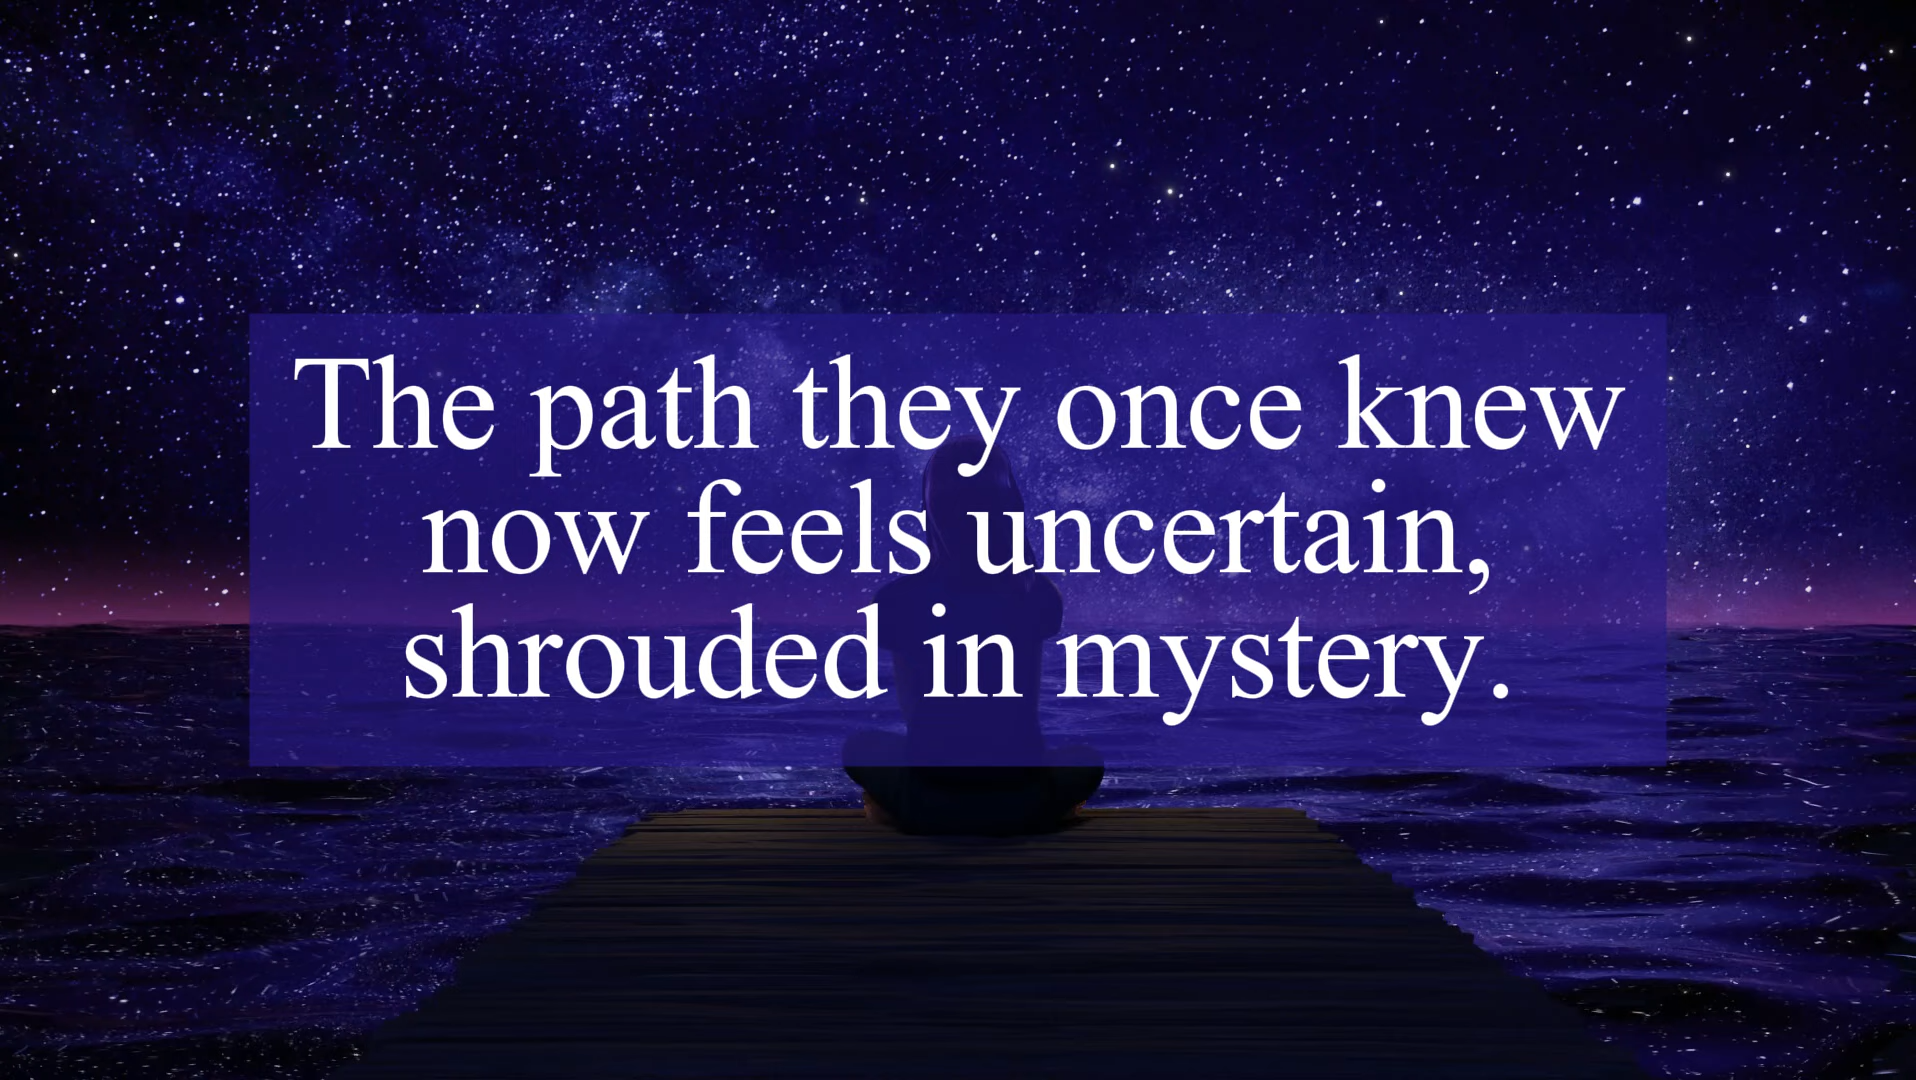 The path they once knew
now feels uncertain,
shrouded in mystery.